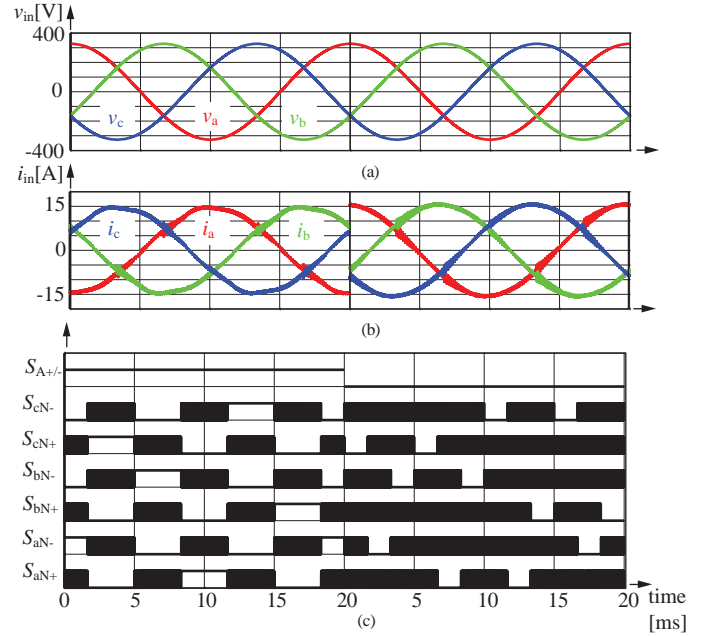 v_in[V]
400
0
-400
v_c v_a v_b
(a)
i_in[A]
15
0
-15
i_c i_a i_b
(b)
S_A+/-
S_cN-
S_cN+
S_bN-
S_bN+
S_aN-
S_aN+
0 5 10 15 20 5 10 15 20 time
[ms]
(c)